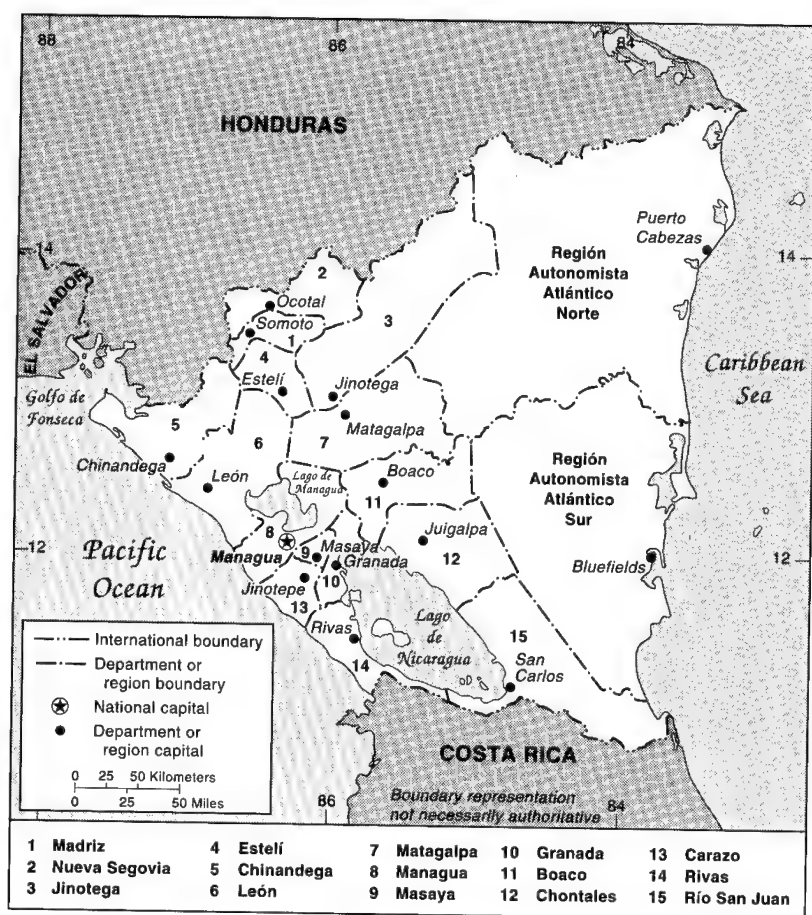 88
86
84
HONDURAS
14
14
EL SALVADOR
Golfo de
Fonseca
Puerto
Cabezas
Región
Autonomista
Atlántico
Norte
Caribbean
Sea
2
Ocotal
Somoto
1
3
4
Estelí
Jinotega
Matagalpa
5
6
7
Chinandega
León
Lago de
Managua
Boaco
11
Región
Autonomista
Atlántico
Sur
Pacific
Ocean
8
Managua
9
Masaya
Granada
10
Juigalpa
12
12
12
Bluefields
Jinotepe
13
Rivas
14
Lago
de
Nicaragua
15
San
Carlos
International boundary
Department or
region boundary
National capital
Department or
region capital
0 25 50 Kilometers
0 25 50 Miles
COSTA RICA
86
84
Boundary representation
not necessarily authoritative
1 Madriz 4 Estelí 7 Matagalpa 10 Granada 13 Carazo
2 Nueva Segovia 5 Chinandega 8 Managua 11 Boaco 14 Rivas
3 Jinotega 6 León 9 Masaya 12 Chontales 15 Río San Juan